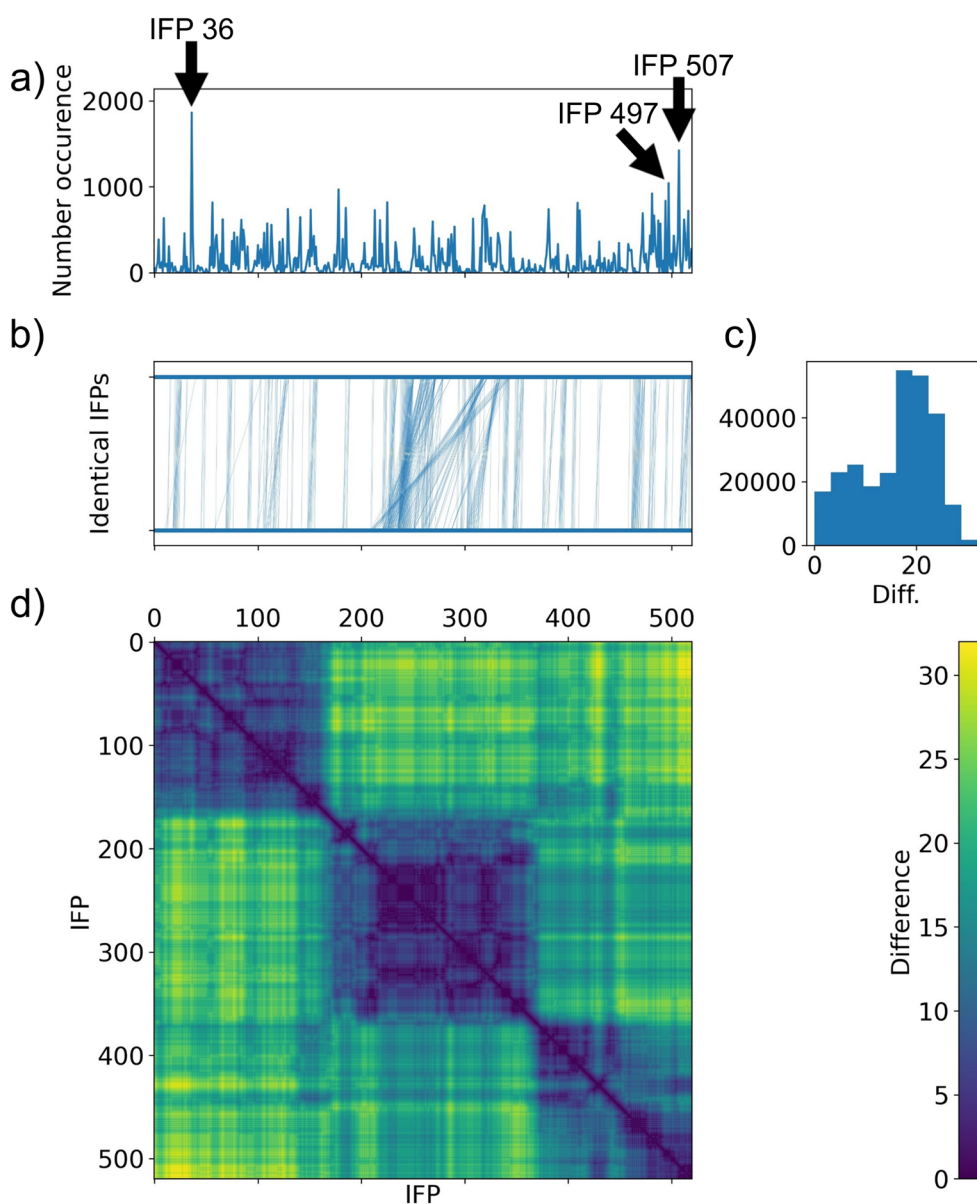 IFP 36
a)
IFP 507
IFP 497
Number occurence
2000
1000
0
b)
Identical IFPs
c)
40000
20000
0
0 20
Diff.
d)
0 100 200 300 400 500
0
100
200
300
400
500
IFP
IFP
30
25
20
15
10
5
0
Difference